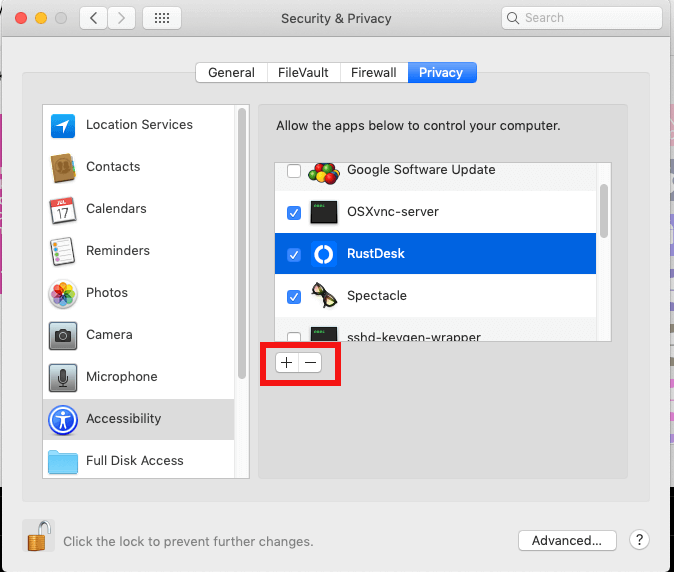 Security & Privacy
Search
General
FileVault
Firewall
Privacy
Location Services
Contacts
JUL
17
Calendars
Reminders
Photos
Camera
Microphone
Accessibility
Full Disk Access
Allow the apps below to control your computer.
Google Software Update
OSXvnc-server
RustDesk
Spectacle
sshd-keygen-wrapper
+ −
Click the lock to prevent further changes.
Advanced...
?